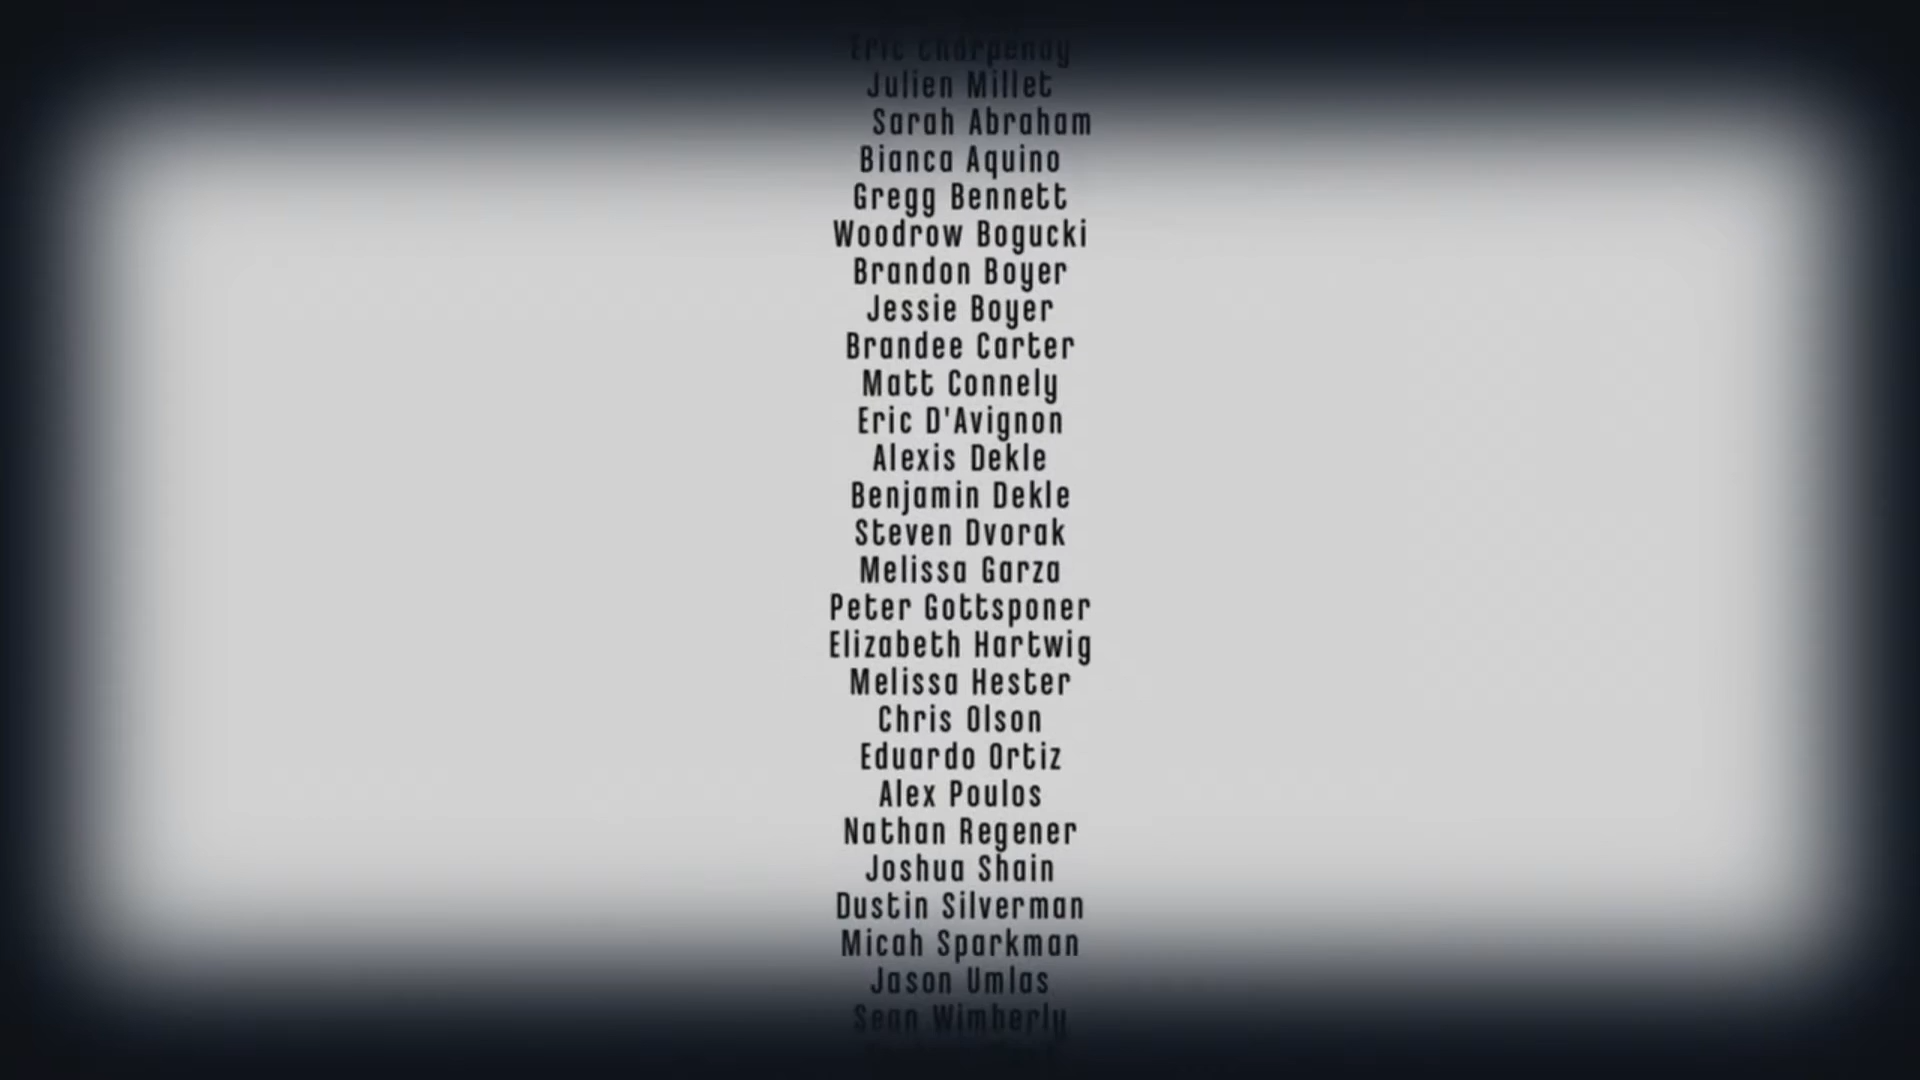 Eric Charpenay
Julien Millet
Sarah Abraham
Bianca Aquino
Gregg Bennett
Woodrow Bogucki
Brandon Boyer
Jessie Boyer
Brandee Carter
Matt Connely
Eric D'Avignon
Alexis Dekle
Benjamin Dekle
Steven Dvorak
Melissa Garza
Peter Gottsponer
Elizabeth Hartwig
Melissa Hester
Chris Olson
Eduardo Ortiz
Alex Poulos
Nathan Regener
Joshua Shain
Dustin Silverman
Micah Sparkman
Jason Umlas
Sean Wimberly